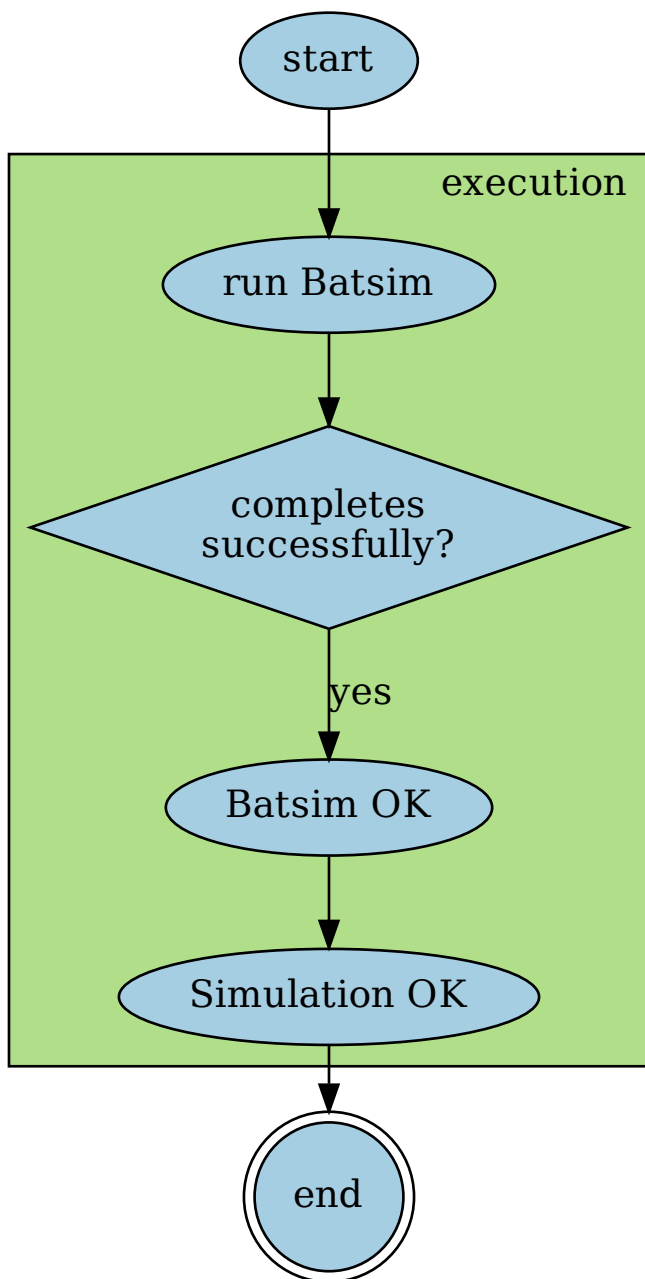 start
execution
run Batsim
completes
successfully?
yes
Batsim OK
Simulation OK
end